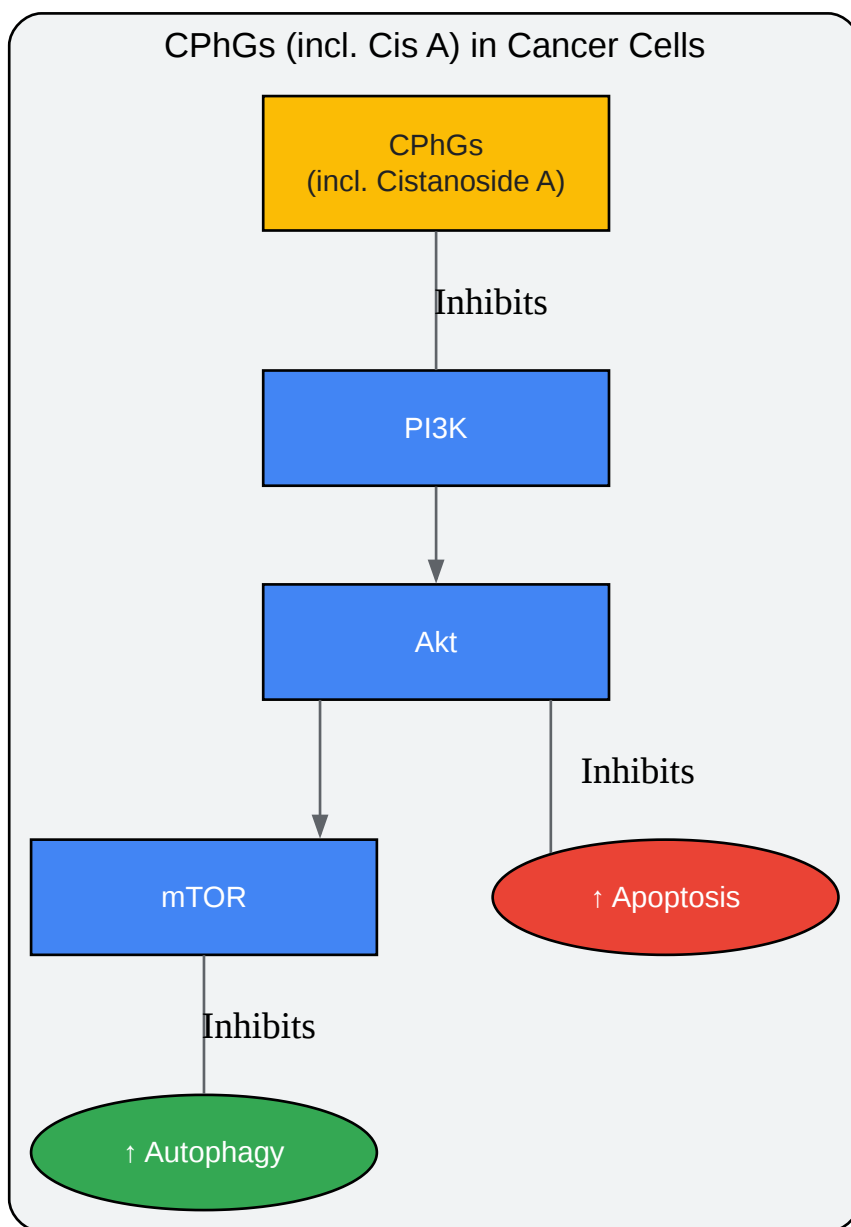 CPhGs (incl. Cis A) in Cancer Cells
CPhGs
(incl. Cistanoside A)
Inhibits
PI3K
Akt
Inhibits
mTOR
↑ Apoptosis
Inhibits
↑ Autophagy